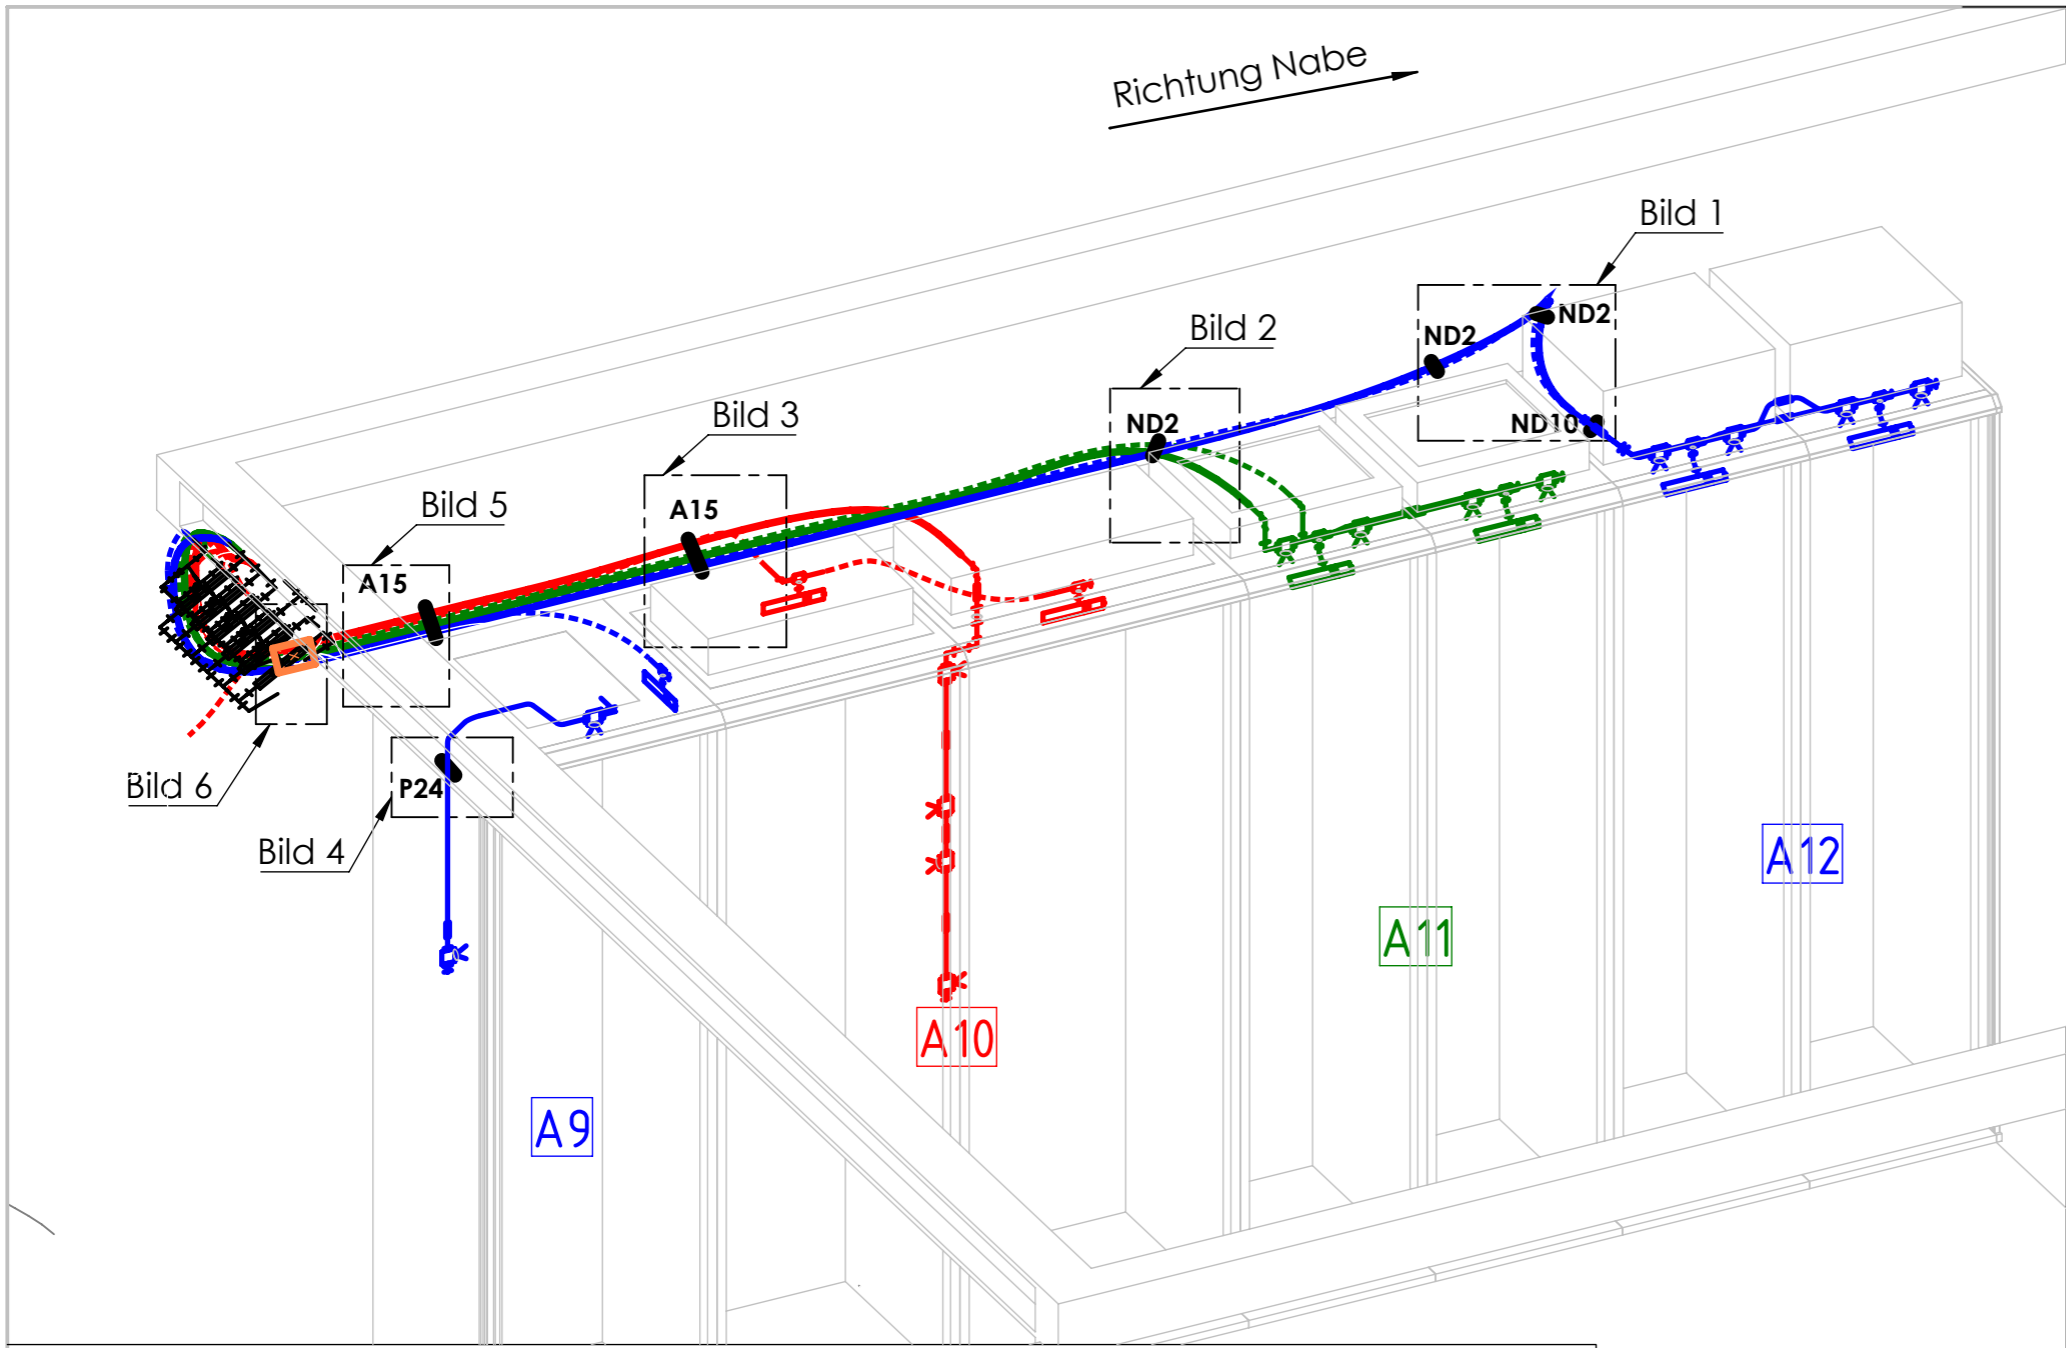 Richtung Nabe
Bild 1
ND2
ND2
ND10
Bild 2
ND2
Bild 3
A15
Bild 5
A15
Bild 6
Bild 4
P24
A12
A11
A10
A9